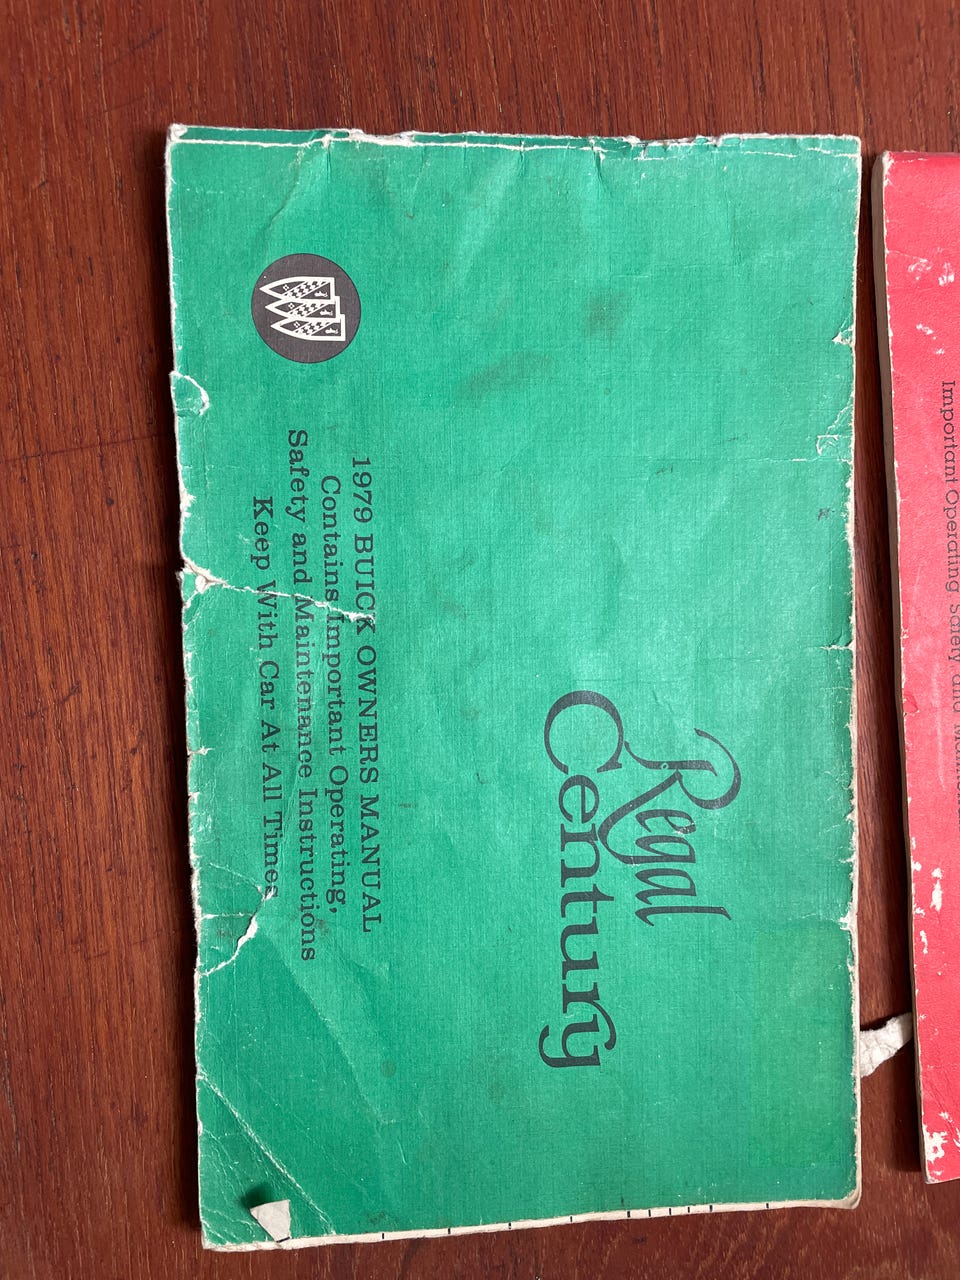 Regal
Century
1979 BUICK OWNERS MANUAL
Contains Important Operating,
Safety and Maintenance Instructions
Keep With Car At All Times
Important Operating Safety and